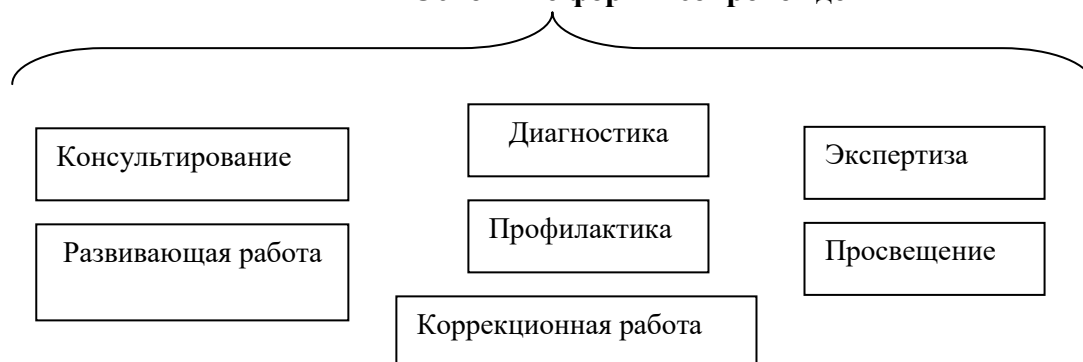 Консультирование
Диагностика
Экспертиза
Развивающая работа
Профилактика
Просвещение
Коррекционная работа